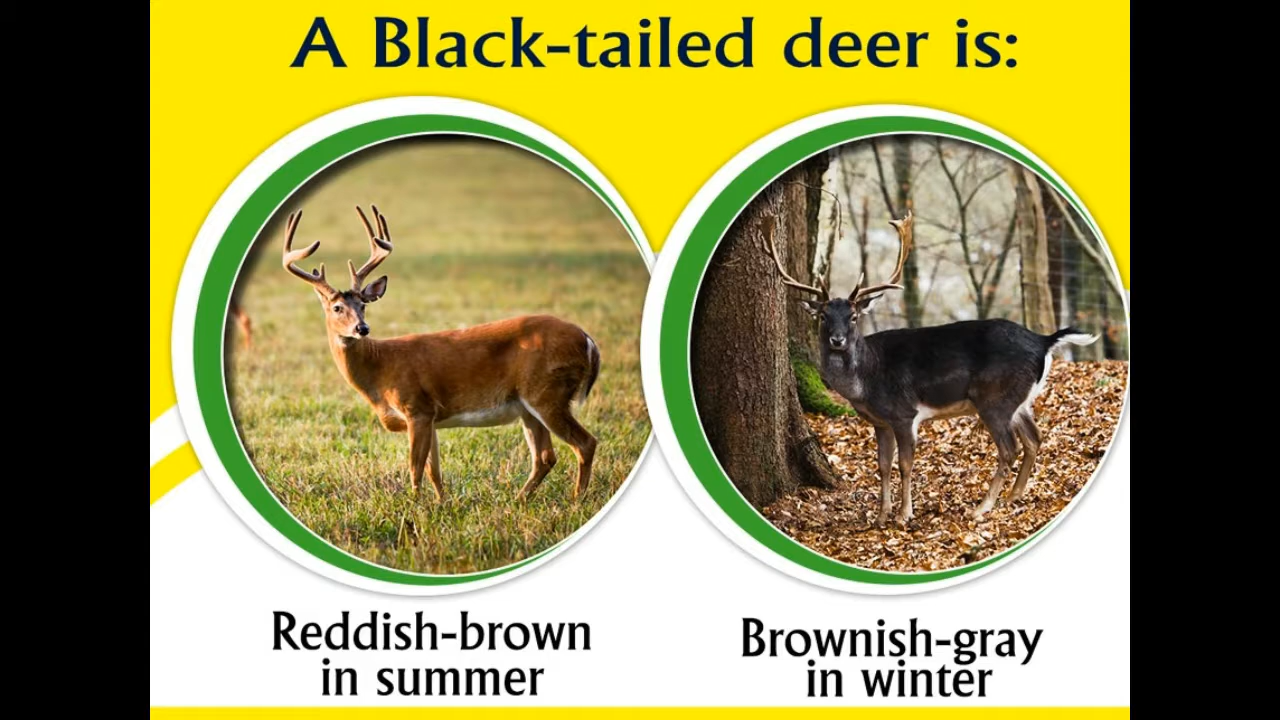 A Black-tailed deer is:
Reddish-brown
in summer
Brownish-gray
in winter